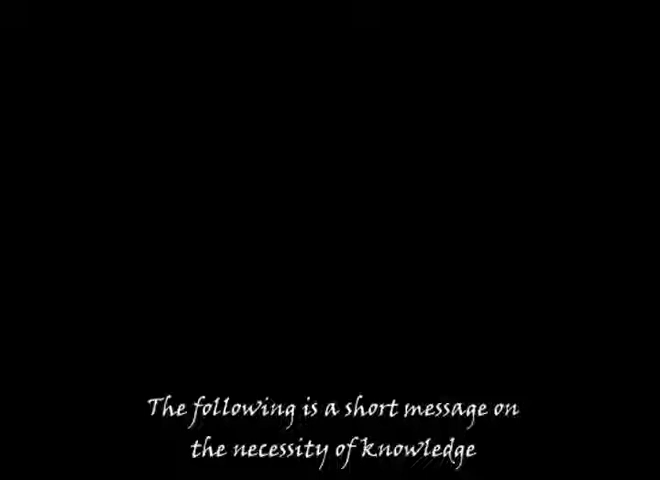 The following is a short message on
the necessity of knowledge